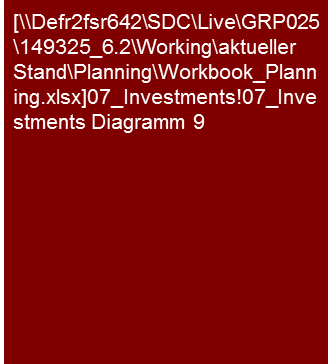 [\\Defr2fsr642\SDC\Live\GRP025
\149325_6.2\Working\aktueller
Stand\Planning\Workbook_Plann
ing.xlsx]07_Investments!07_Inve
stments Diagramm 9